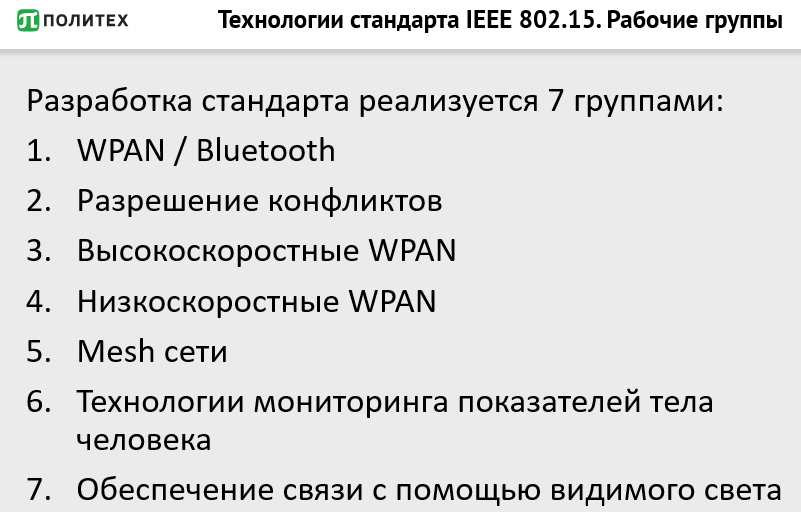 ПОЛИТЕХ
Технологии стандарта IEEE 802.15. Рабочие группы
Разработка стандарта реализуется 7 группами:
1. WPAN / Bluetooth
2. Разрешение конфликтов
3. Высокоскоростные WPAN
4. Низкоскоростные WPAN
5. Mesh сети
6. Технологии мониторинга показателей тела
человека
7. Обеспечение связи с помощью видимого света